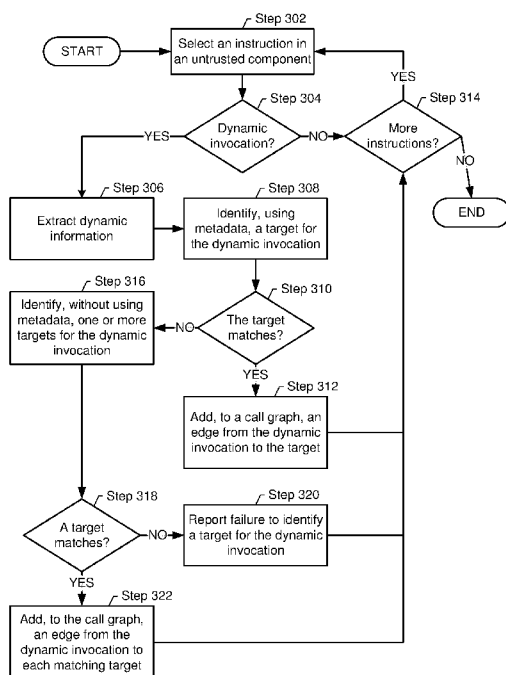 START
Step 302
Select an instruction in
an untrusted component
YES
Step 304
Dynamic
invocation?
YES
NO
Step 314
More
instructions?
NO
END
Step 306
Extract dynamic
information
Step 308
Identify, using
metadata, a target for
the dynamic invocation
Step 310
The target
matches?
NO
YES
Step 316
Identify, without using
metadata, one or more
targets for the dynamic
invocation
Step 312
Add, to a call graph, an
edge from the dynamic
invocation to the target
Step 318
A target
matches?
NO
YES
Step 320
Report failure to identify
a target for the dynamic
invocation
Step 322
Add, to the call graph,
an edge from the
dynamic invocation to
each matching target